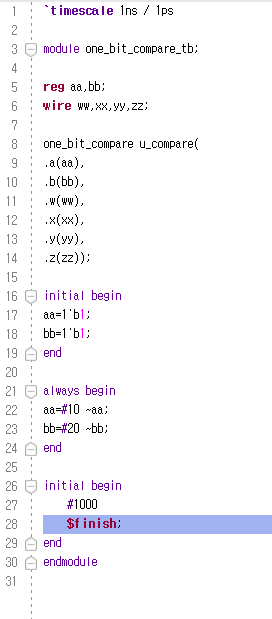 1 `timescale 1ns / 1ps
2
3 module one_bit_compare_tb;
4
5 reg aa,bb;
6 wire ww,xx,yy,zz;
7
8 one_bit_compare u_compare(
9 .a(aa),
10 .b(bb),
11 .w(ww),
12 .x(xx),
13 .y(yy),
14 .z(zz));
15
16 initial begin
17 aa=1'b1;
18 bb=1'b1;
19 end
20
21 always begin
22 aa=#10 ~aa;
23 bb=#20 ~bb;
24 end
25
26 initial begin
27 #1000
28 $finish;
29 end
30 endmodule
31